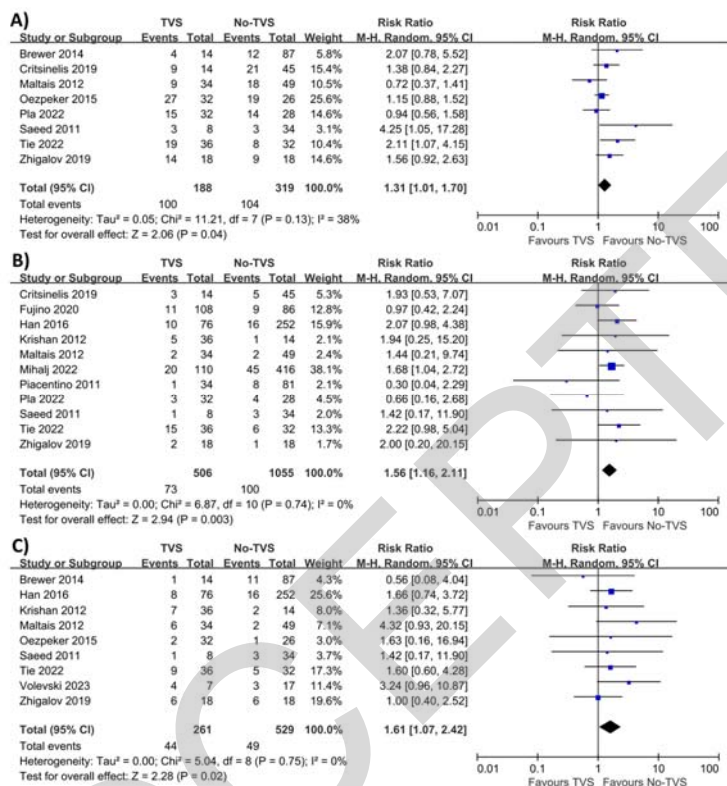 A)
TVS No-TVS Risk Ratio Risk Ratio
Study or Subgroup Events Total Events Total Weight M-H. Random. 95% CI M-H. Random. 95% CI
Brewer 2014 4 14 12 87 5.8% 2.07 [0.78, 5.52]
Critsinelis 2019 9 14 21 45 15.4% 1.38 [0.84, 2.27]
Maltais 2012 9 34 18 49 9.1% 0.72 [0.37, 1.41]
Oezpeker 2015 27 32 19 26 25.6% 1.15 [0.88, 1.52]
Pla 2022 15 32 14 28 14.0% 0.94 [0.56, 1.58]
Saeed 2011 3 8 3 34 3.1% 4.25 [1.05, 17.28]
Tie 2022 19 36 8 32 10.4% 2.11 [1.07, 4.15]
Zhigalov 2019 14 18 9 18 14.6% 1.56 [0.92, 2.63]
Total (95% CI) 188 319 100.0% 1.31 [1.01, 1.70]
Total events 100 104
Heterogeneity: Tau² = 0.05; Chi² = 11.21, df = 7 (P = 0.13); I² = 38%
Test for overall effect: Z = 2.06 (P = 0.04)
0.01 0.1 1 10 100
Favours TVS Favours No-TVS
B)
TVS No-TVS Risk Ratio Risk Ratio
Study or Subgroup Events Total Events Total Weight M-H. Random. 95% CI M-H. Random. 95% CI
Critsinelis 2019 3 14 5 45 5.3% 1.93 [0.53, 7.07]
Fujino 2020 11 108 9 86 12.8% 0.97 [0.42, 2.24]
Han 2016 10 76 16 252 15.9% 2.07 [0.98, 4.38]
Krishan 2012 5 36 1 14 2.1% 1.94 [0.25, 15.20]
Maltais 2012 2 34 2 49 2.4% 1.44 [0.21, 9.74]
Mihalj 2022 20 110 45 416 38.1% 1.68 [1.04, 2.72]
Piacentino 2011 1 34 8 81 2.2% 0.30 [0.04, 2.29]
Pla 2022 3 32 4 28 4.5% 0.66 [0.16, 2.68]
Saeed 2011 1 8 3 34 2.0% 1.42 [0.17, 11.90]
Tie 2022 15 36 6 32 13.2% 2.22 [0.98, 5.04]
Zhigalov 2019 2 18 1 18 1.7% 2.00 [0.20, 20.15]
Total (95% CI) 506 1055 100.0% 1.56 [1.16, 2.11]
Total events 73 100
Heterogeneity: Tau² = 0.00; Chi² = 6.87, df = 10 (P = 0.74); I² = 0%
Test for overall effect: Z = 2.94 (P = 0.003)
0.01 0.1 1 10 100
Favours TVS Favours No-TVS
C)
TVS No-TVS Risk Ratio Risk Ratio
Study or Subgroup Events Total Events Total Weight M-H. Random. 95% CI M-H. Random. 95% CI
Brewer 2014 1 14 11 87 4.3% 0.56 [0.08, 4.04]
Han 2016 8 76 16 252 25.6% 1.66 [0.74, 3.72]
Krishan 2012 7 36 2 14 8.0% 1.36 [0.32, 5.77]
Maltais 2012 6 34 2 49 7.1% 4.32 [0.93, 20.15]
Oezpeker 2015 2 32 1 26 3.0% 1.63 [0.16, 16.94]
Saeed 2011 1 8 3 34 3.7% 1.42 [0.17, 11.90]
Tie 2022 9 36 5 32 17.3% 1.60 [0.60, 4.28]
Volevski 2023 4 7 3 17 11.4% 3.24 [0.96, 10.87]
Zhigalov 2019 6 18 6 18 19.6% 1.00 [0.40, 2.52]
Total (95% CI) 261 529 100.0% 1.61 [1.07, 2.42]
Total events 44 49
Heterogeneity: Tau² = 0.00; Chi² = 5.04, df = 8 (P = 0.75); I² = 0%
Test for overall effect: Z = 2.28 (P = 0.02)
0.01 0.1 1 10 100
Favours TVS Favours No-TVS